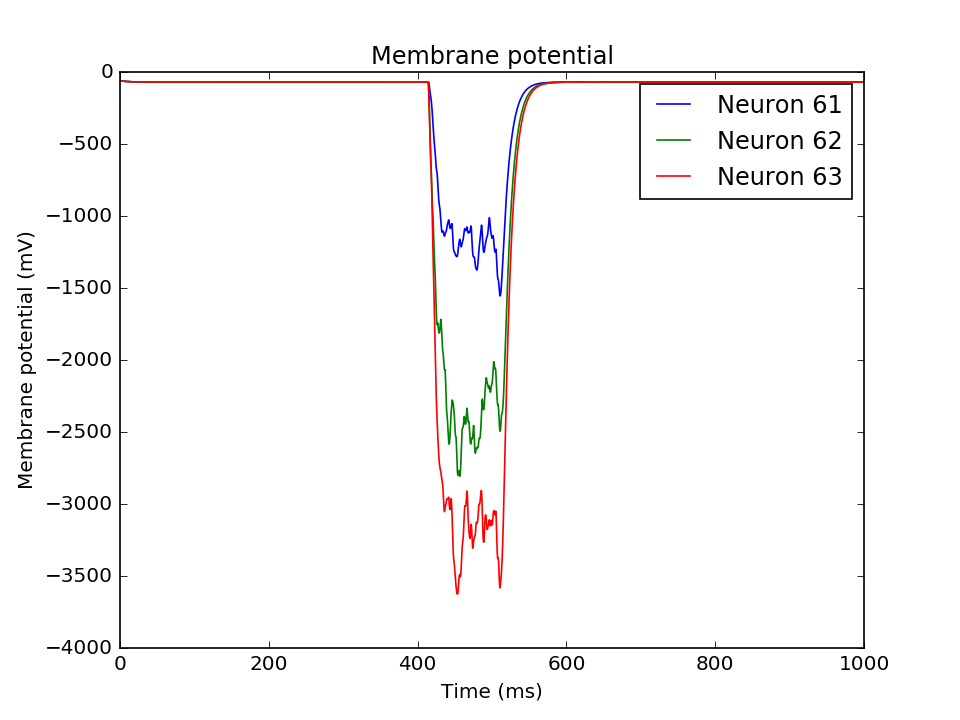 Membrane potential
0
−500
−1000
−1500
−2000
−2500
−3000
−3500
−4000
Membrane potential (mV)
Neuron 61
Neuron 62
Neuron 63
0 200 400 600 800 1000
Time (ms)